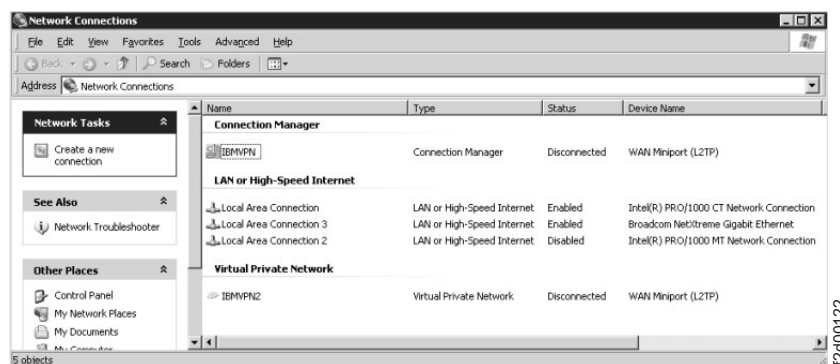 Network Connections
File Edit View Favorites Tools Advanced Help
Back Search Folders
Address Network Connections
Network Tasks
Create a new
connection
See Also
Network Troubleshooter
Other Places
Control Panel
My Network Places
My Documents
My Computer
Name Type Status Device Name
Connection Manager
IBMVPN Connection Manager Disconnected WAN Miniport (L2TP)
LAN or High-Speed Internet
Local Area Connection LAN or High-Speed Internet Enabled Intel(R) PRO/1000 CT Network Connection
Local Area Connection 3 LAN or High-Speed Internet Enabled Broadcom NetXtreme Gigabit Ethernet
Local Area Connection 2 LAN or High-Speed Internet Disabled Intel(R) PRO/1000 MT Network Connection
Virtual Private Network
IBMVPN2 Virtual Private Network Disconnected WAN Miniport (L2TP)
5 objects